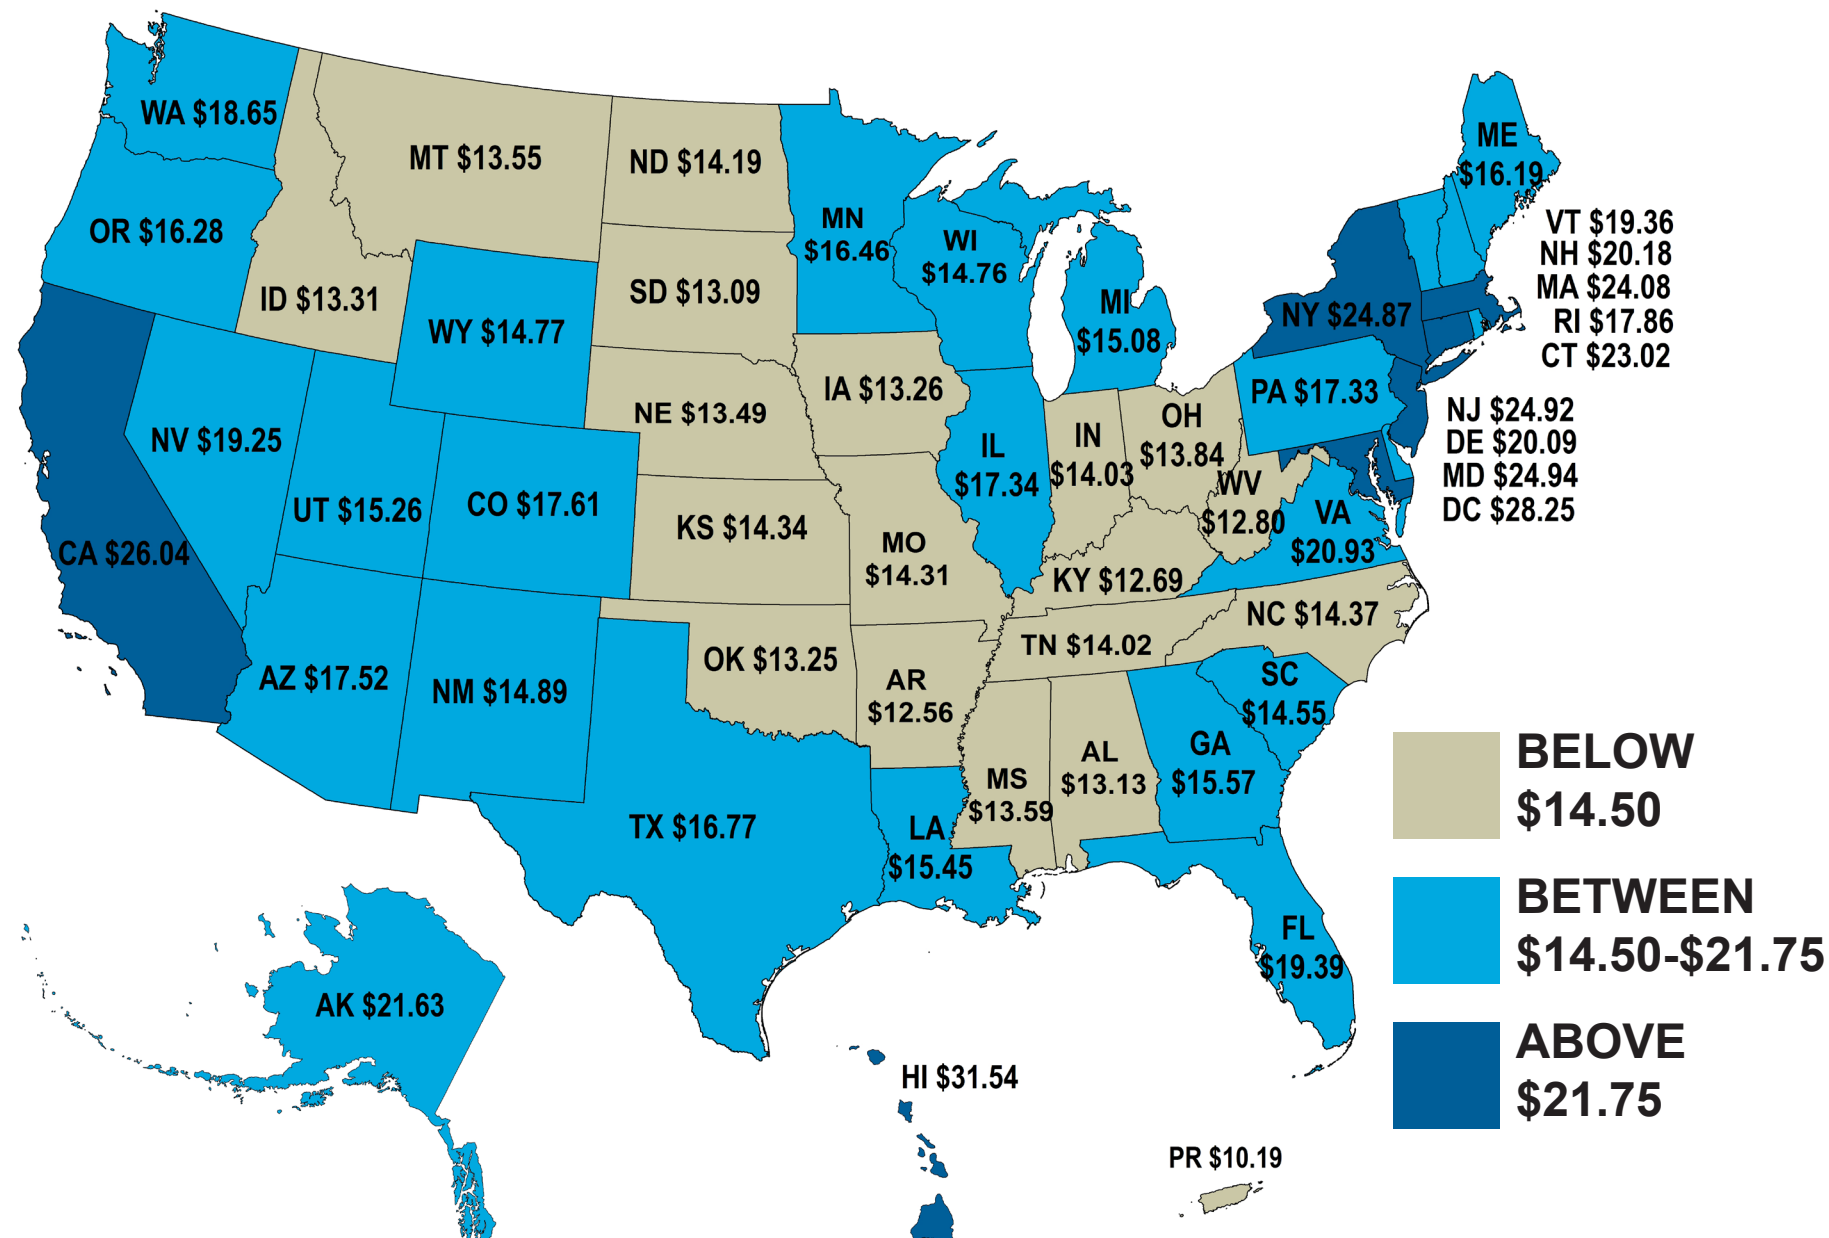 WA $18.65
MT $13.55
ND $14.19
OR $16.28
ID $13.31
WY $14.77
SD $13.09
MN
$16.46
WI
$14.76
MI
$15.08
ME
$16.19
VT $19.36
NH $20.18
MA $24.08
RI $17.86
CT $23.02
NY $24.87
PA $17.33
NJ $24.92
DE $20.09
MD $24.94
DC $28.25
NV $19.25
UT $15.26
CO $17.61
NE $13.49
IA $13.26
IL
$17.34
IN
$14.03
OH
$13.84
WV
$12.80
VA
$20.93
CA $26.04
KS $14.34
MO
$14.31
KY $12.69
NC $14.37
TN $14.02
AZ $17.52
NM $14.89
OK $13.25
AR
$12.56
SC
$14.55
MS
$13.59
AL
$13.13
GA
$15.57
TX $16.77
LA
$15.45
FL
$19.39
AK $21.63
HI $31.54
PR $10.19
BELOW
$14.50
BETWEEN
$14.50-$21.75
ABOVE
$21.75